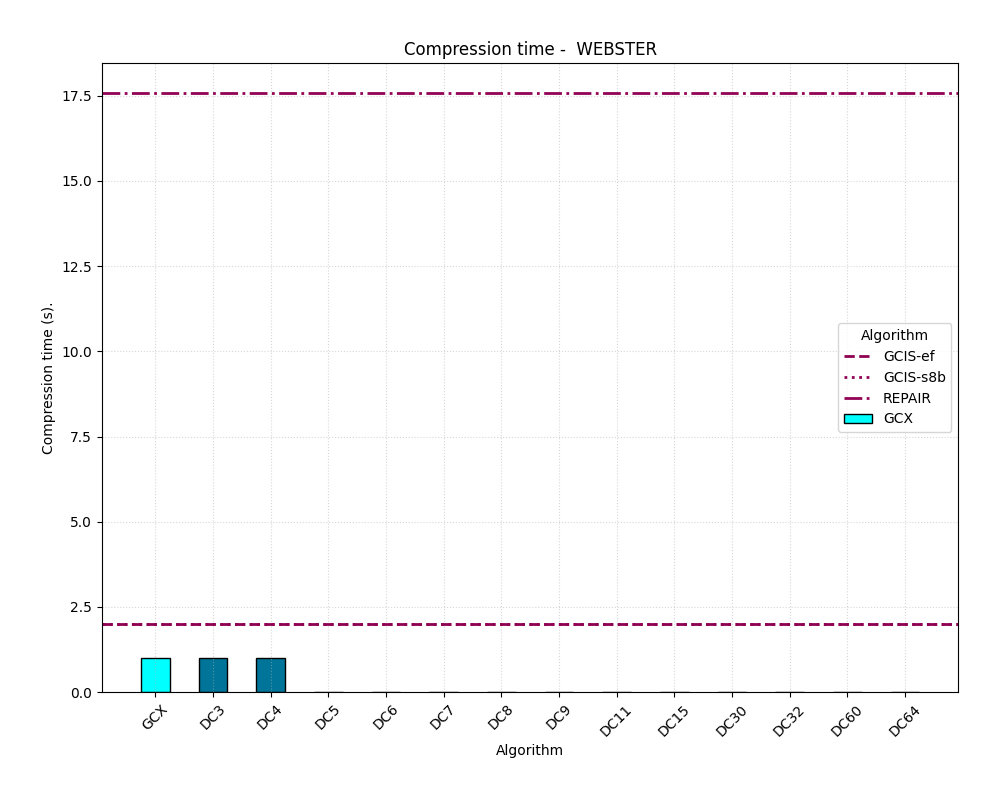 Compression time -  WEBSTER
17.5
15.0
12.5
10.0
7.5
5.0
2.5
0.0
Compression time (s).
Algorithm
GCIS-ef
GCIS-s8b
REPAIR
GCX
GCX
DC3
DC4
DC5
DC6
DC7
DC8
DC9
DC11
DC15
DC30
DC32
DC60
DC64
Algorithm